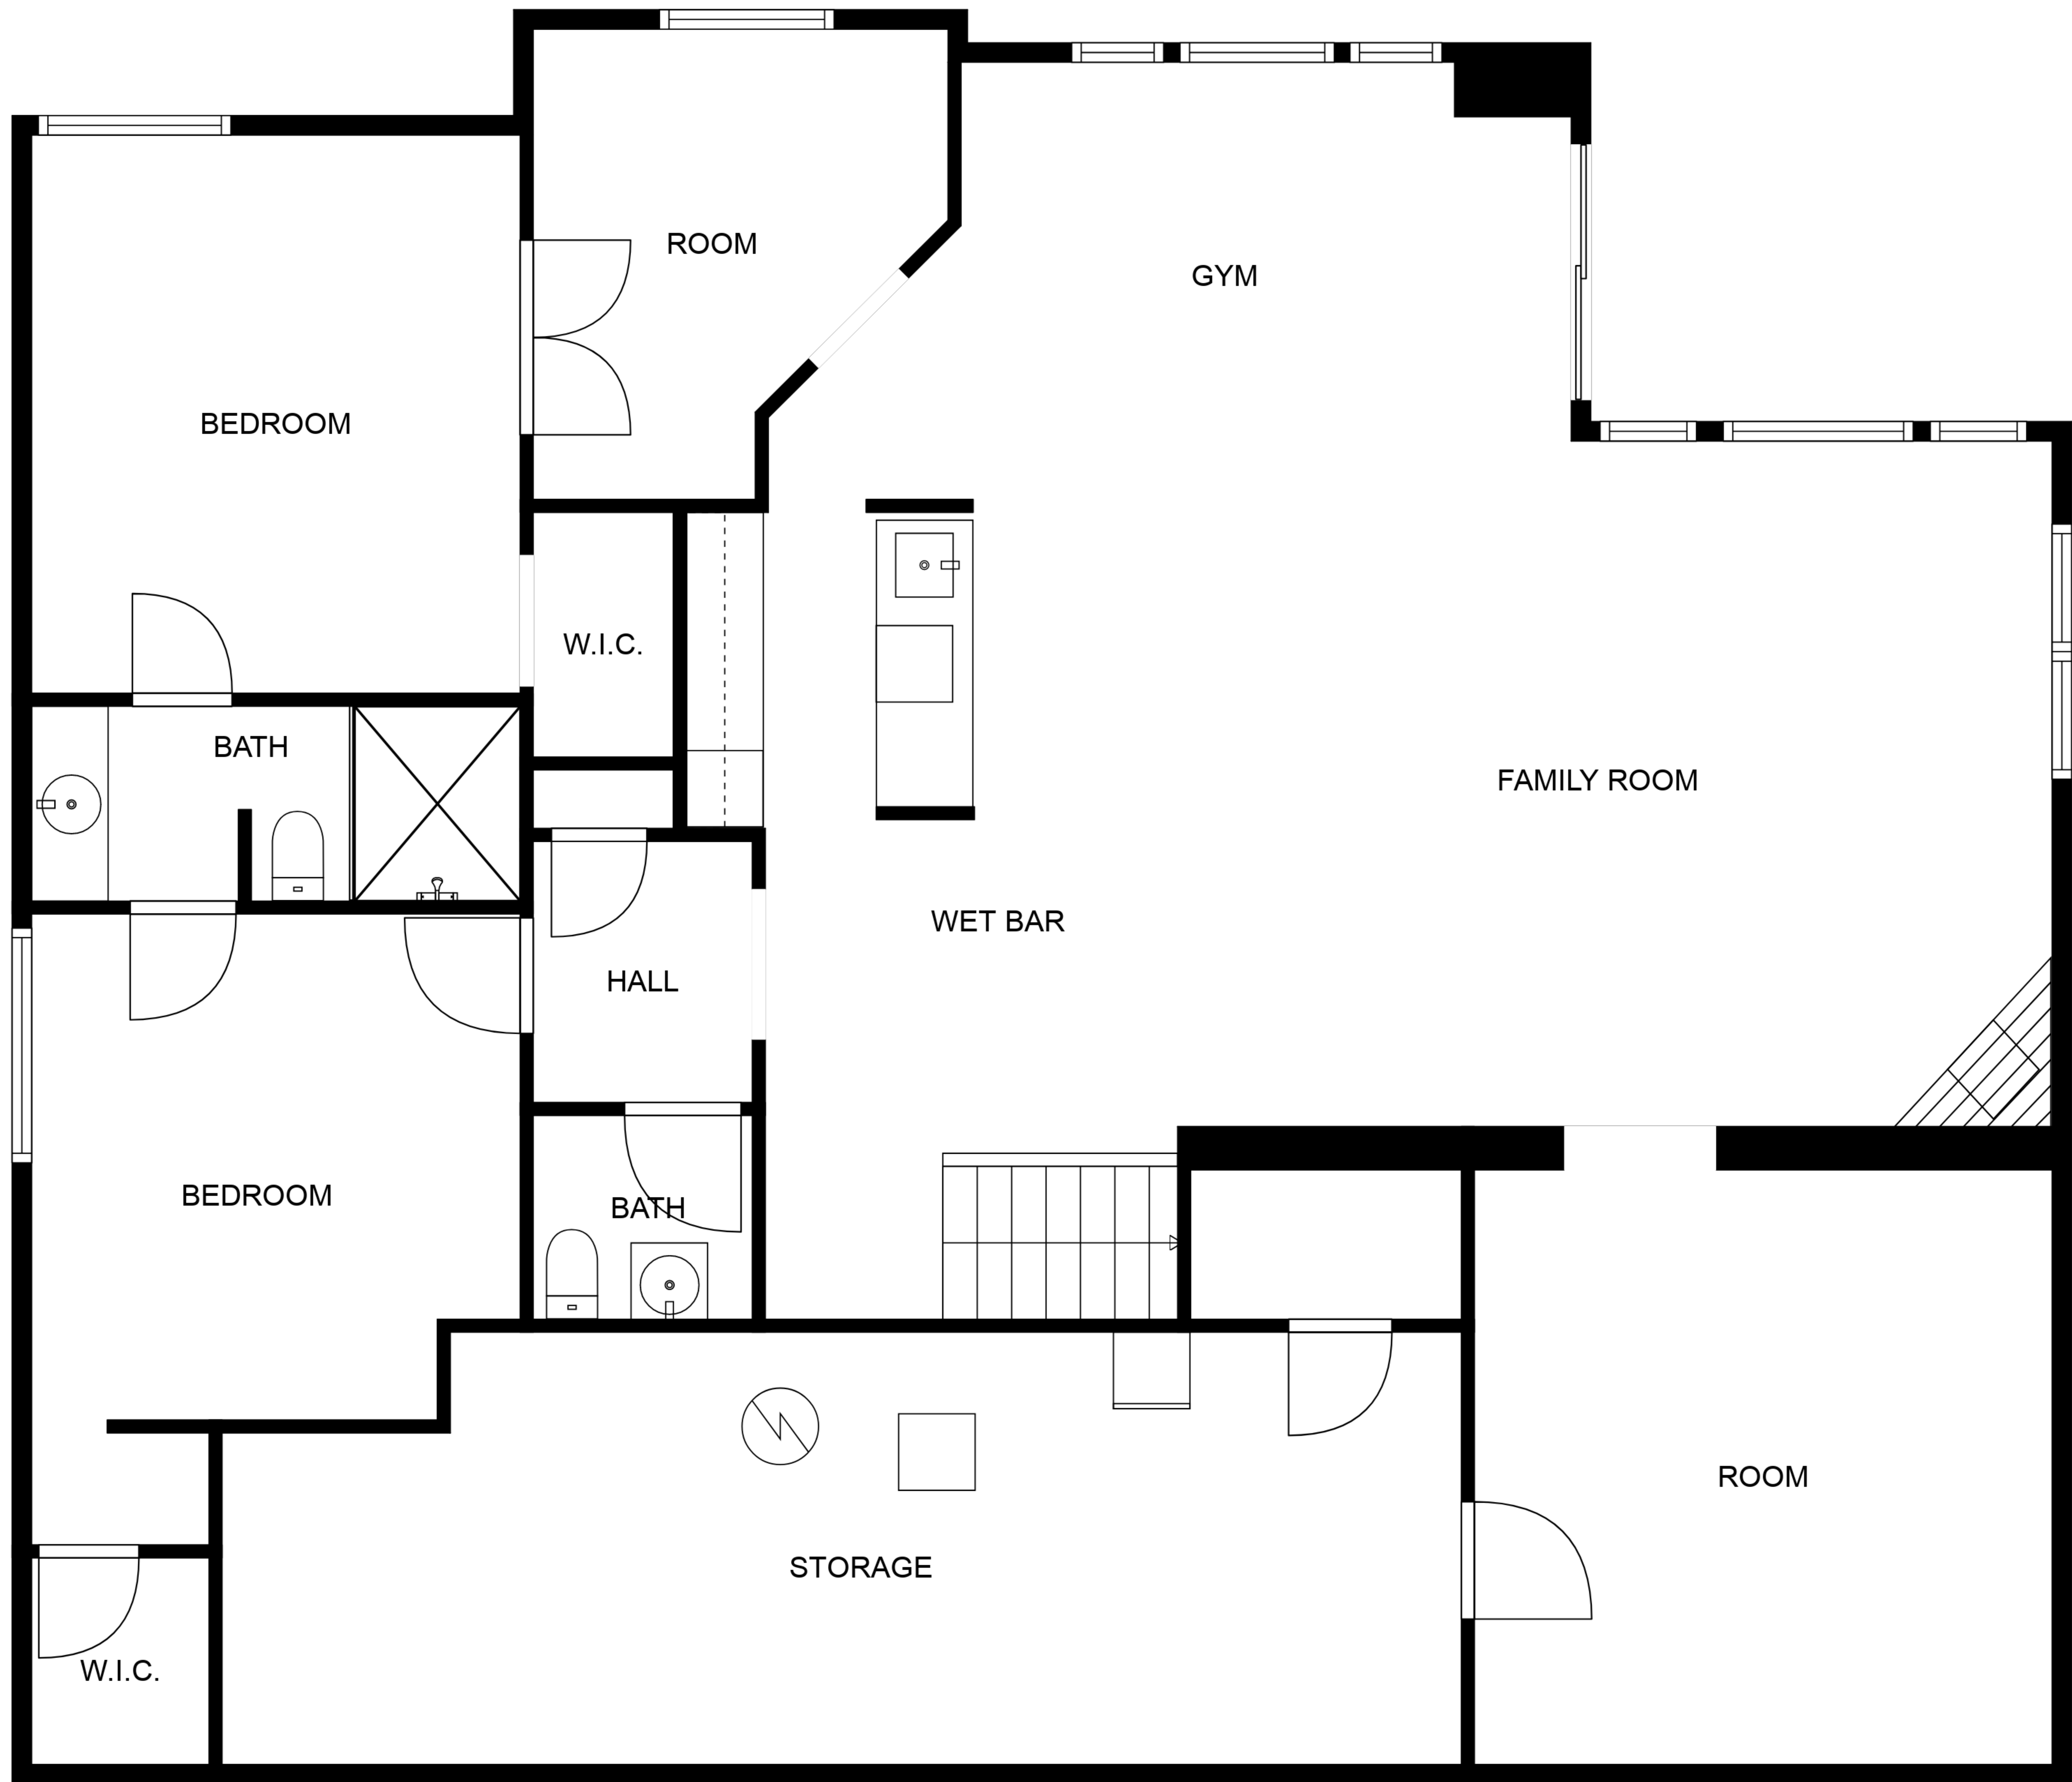 ROOM
GYM
BEDROOM
W.I.C.
BATH
FAMILY ROOM
WET BAR
HALL
BEDROOM
BATH
ROOM
STORAGE
W.I.C.